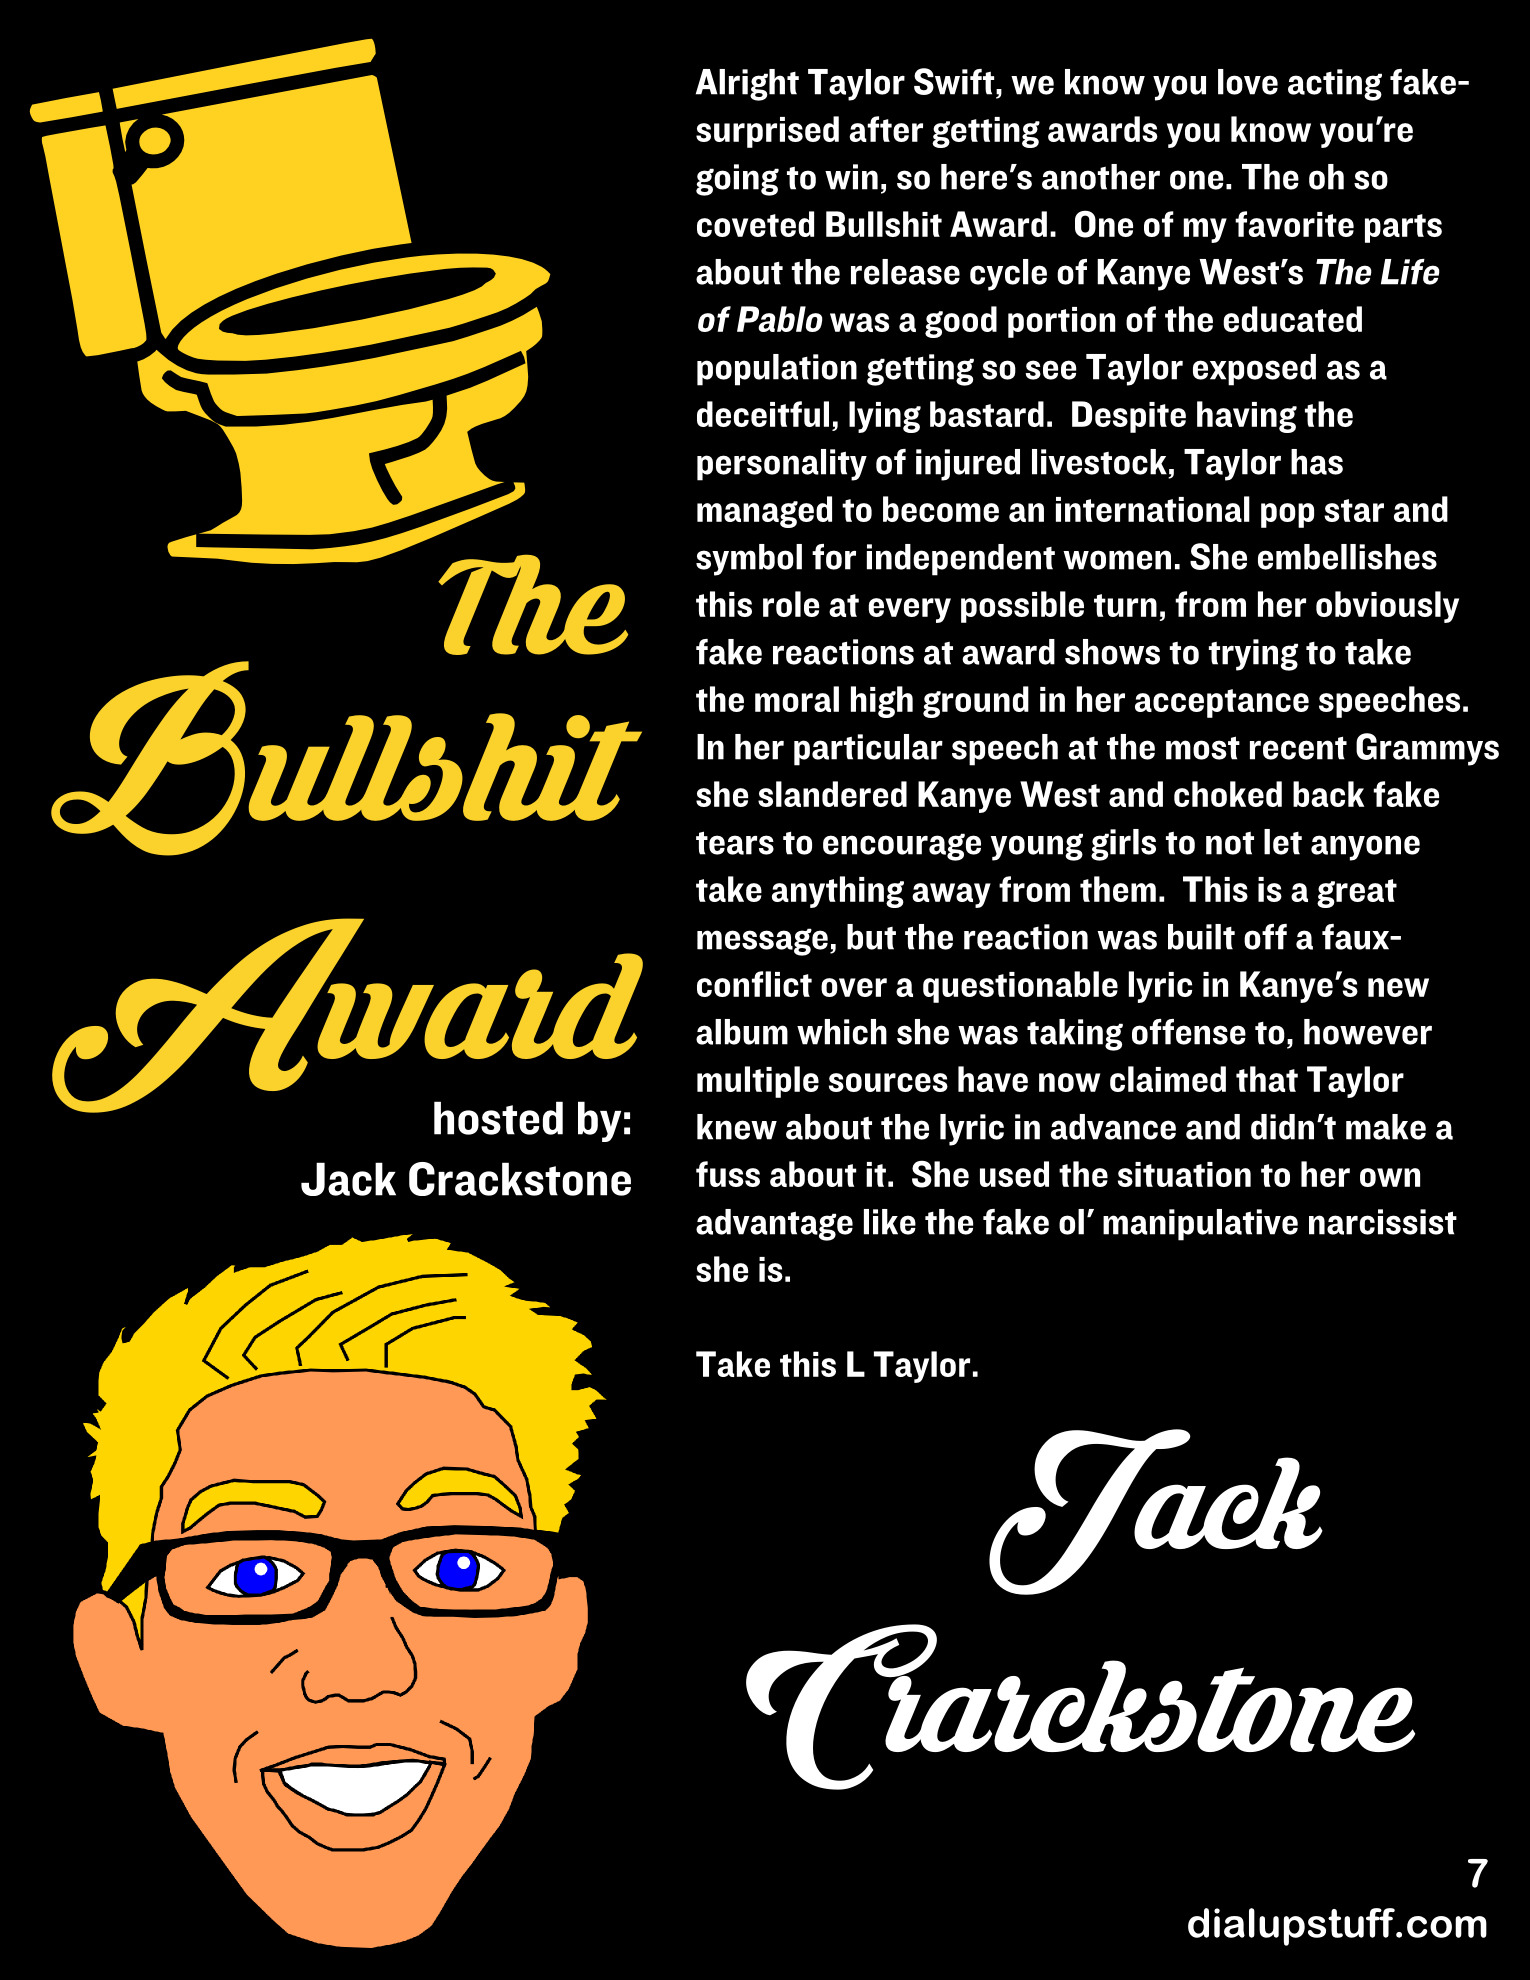 The
Bullshit
Award
hosted by:
Jack Crackstone
Alright Taylor Swift, we know you love acting fake-
surprised after getting awards you know you're
going to win, so here's another one. The oh so
coveted Bullshit Award.  One of my favorite parts
about the release cycle of Kanye West's The Life
of Pablo was a good portion of the educated
population getting so see Taylor exposed as a
deceitful, lying bastard.  Despite having the
personality of injured livestock, Taylor has
managed to become an international pop star and
symbol for independent women. She embellishes
this role at every possible turn, from her obviously
fake reactions at award shows to trying to take
the moral high ground in her acceptance speeches.
In her particular speech at the most recent Grammys
she slandered Kanye West and choked back fake
tears to encourage young girls to not let anyone
take anything away from them.  This is a great
message, but the reaction was built off a faux-
conflict over a questionable lyric in Kanye's new
album which she was taking offense to, however
multiple sources have now claimed that Taylor
knew about the lyric in advance and didn't make a
fuss about it.  She used the situation to her own
advantage like the fake ol' manipulative narcissist
she is.
Take this L Taylor.
Jack
Crarckstone
7
dialupstuff.com